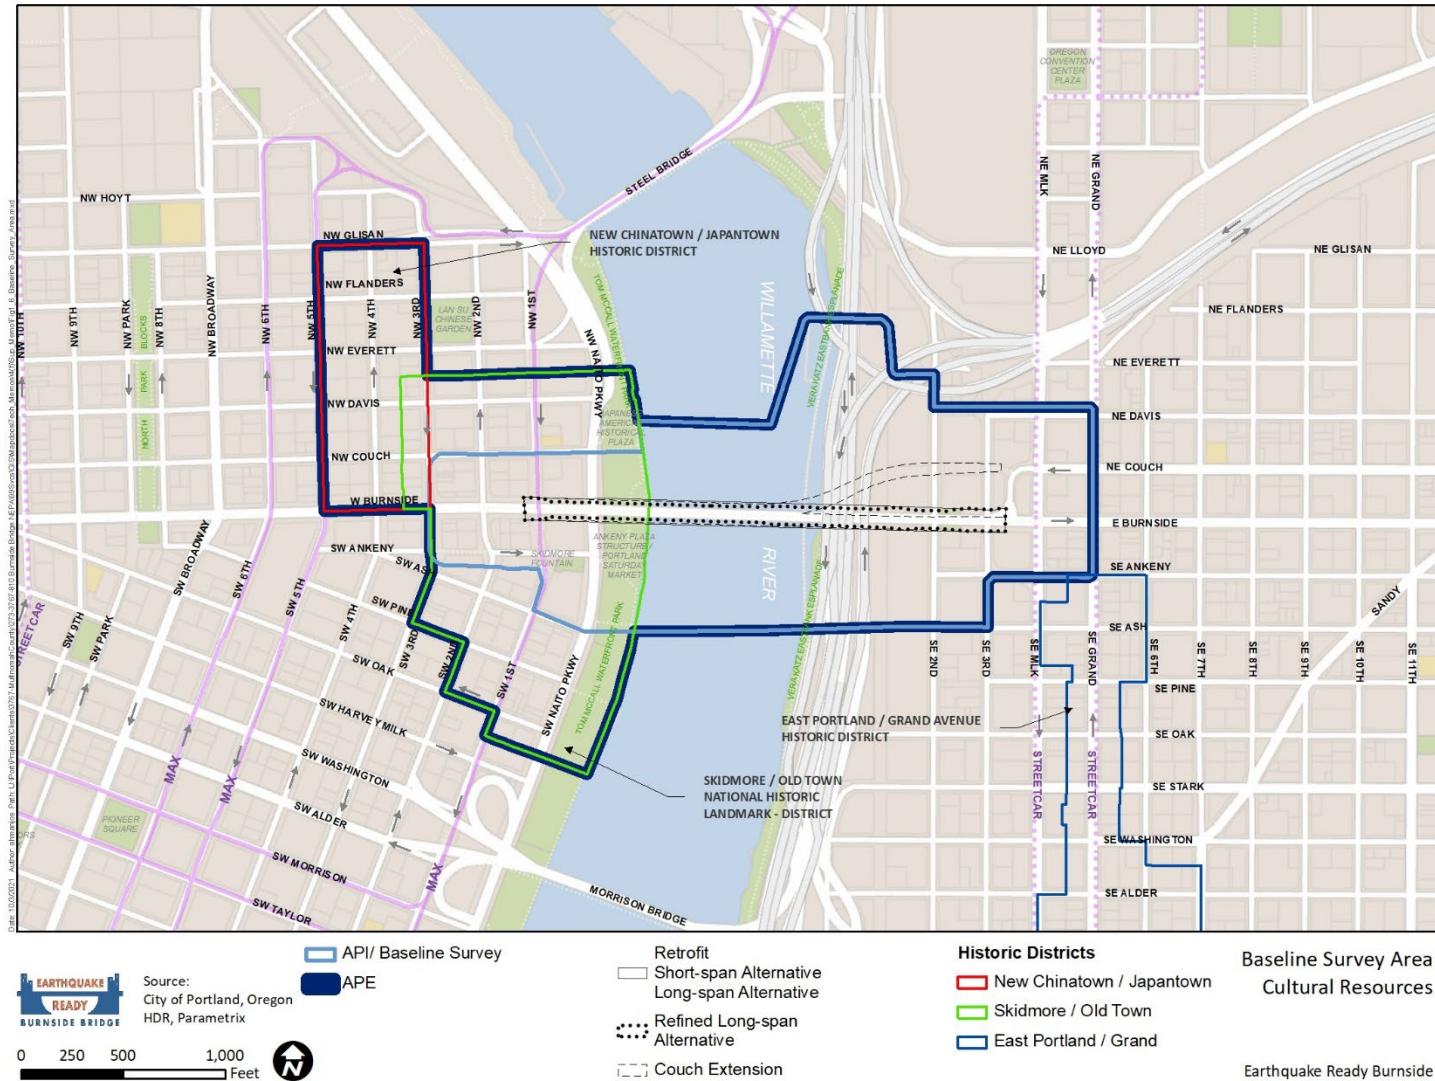 OREGON
CONVENTION
CENTER
PLAZA
STEEL BRIDGE
NW HOYT
NW GLISAN
NEW CHINATOWN / JAPANTOWN
HISTORIC DISTRICT
NE MLK
NE GRAND
NE LLOYD
NE GLISAN
NW FLANDERS
NE FLANDERS
LAN SU
CHINESE
GARDEN
NW 10TH
NW 9TH
NW PARK
NORTH PARK BLOCKS
NW 8TH
NW BROADWAY
NW 6TH
NW 5TH
NW 4TH
NW 3RD
NW 2ND
NW 1ST
NW NAITO PKWY
TOM MCCALL WATERFRONT PARK
WILLAMETTE
VERA KATZ EASTBANK ESPLANADE
NW EVERETT
NE EVERETT
NW DAVIS
NE DAVIS
JAPANESE
AMERICAN
HISTORICAL
PLAZA
NW COUCH
NE COUCH
W BURNSIDE
E BURNSIDE
SW ANKENY
SKIDMORE
FOUNTAIN
ANKENY PLAZA
STRUCTURE /
PORTLAND
SATURDAY
MARKET
RIVER
SE ANKENY
SW ASH
SE ASH
SANDY
STREETCAR
SW 9TH
SW PARK
SW BROADWAY
SW 6TH
SW 5TH
SW 4TH
SW 3RD
SW 2ND
SW 1ST
SW NAITO PKWY
TOM MCCALL WATERFRONT PARK
VERA KATZ EASTBANK ESPLANADE
SW PINE
SW OAK
SE 2ND
SE 3RD
SE MLK
SE GRAND
SE 6TH
SE 7TH
SE 8TH
SE 9TH
SE 10TH
SE 11TH
SE PINE
SW HARVEY MILK
EAST PORTLAND / GRAND AVENUE
HISTORIC DISTRICT
SE OAK
SW WASHINGTON
MAX
MAX
SKIDMORE / OLD TOWN
NATIONAL HISTORIC
LANDMARK - DISTRICT
STREETCAR
STREETCAR
SE STARK
SW ALDER
PIONEER
SQUARE
SE WASHINGTON
SW MORRISON
MAX
MORRISON BRIDGE
SE ALDER
SW TAYLOR
EARTHQUAKE
READY
BURNSIDE BRIDGE
Source:
City of Portland, Oregon
HDR, Parametrix
0 250 500 1,000
Feet
N
API/ Baseline Survey
APE
Retrofit
Short-span Alternative
Long-span Alternative
Refined Long-span
Alternative
Couch Extension
Historic Districts
New Chinatown / Japantown
Skidmore / Old Town
East Portland / Grand
Baseline Survey Area
Cultural Resources
Earthquake Ready Burnside